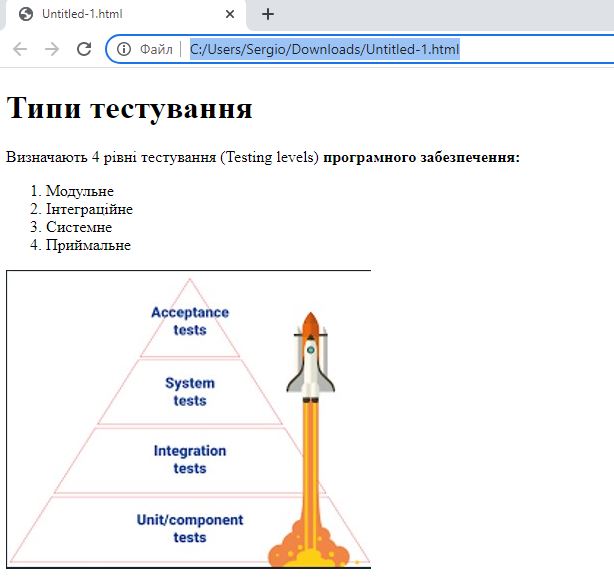 Untitled-1.html
Файл
C:/Users/Sergio/Downloads/Untitled-1.html
Типи тестування
Визначають 4 рівні тестування (Testing levels) програмного забезпечення:
1. Модульне
2. Інтеграційне
3. Системне
4. Приймальне
Acceptance
tests
System
tests
Integration
tests
Unit/component
tests